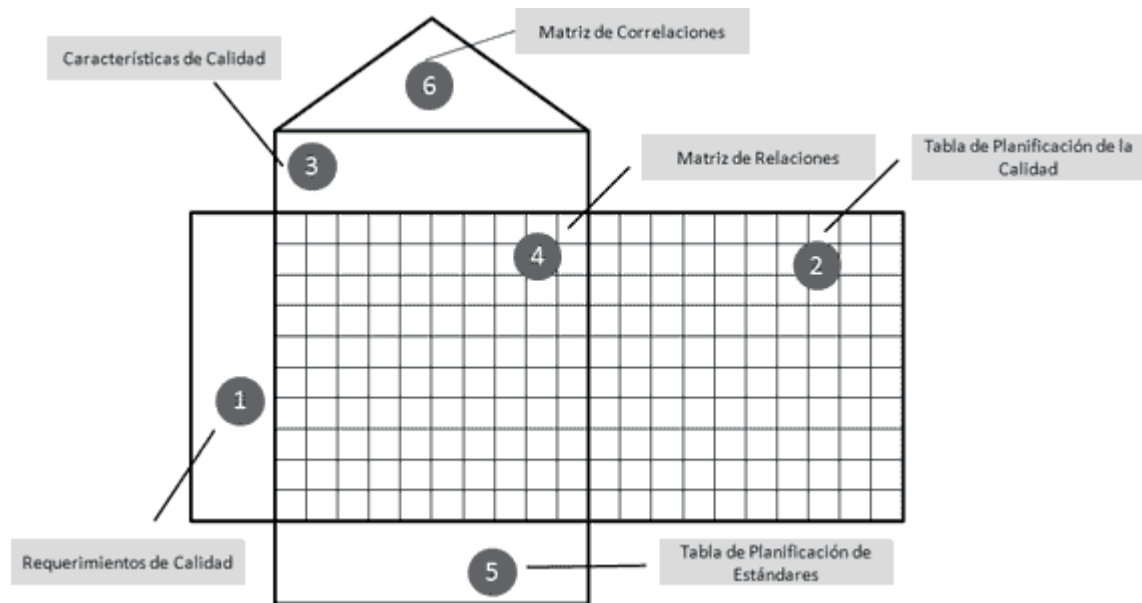 Matriz de Correlaciones
Características de Calidad
6
3
Matriz de Relaciones
Tabla de Planificación de la
Calidad
4
2
1
Requerimientos de Calidad
5
Tabla de Planificación de
Estándares